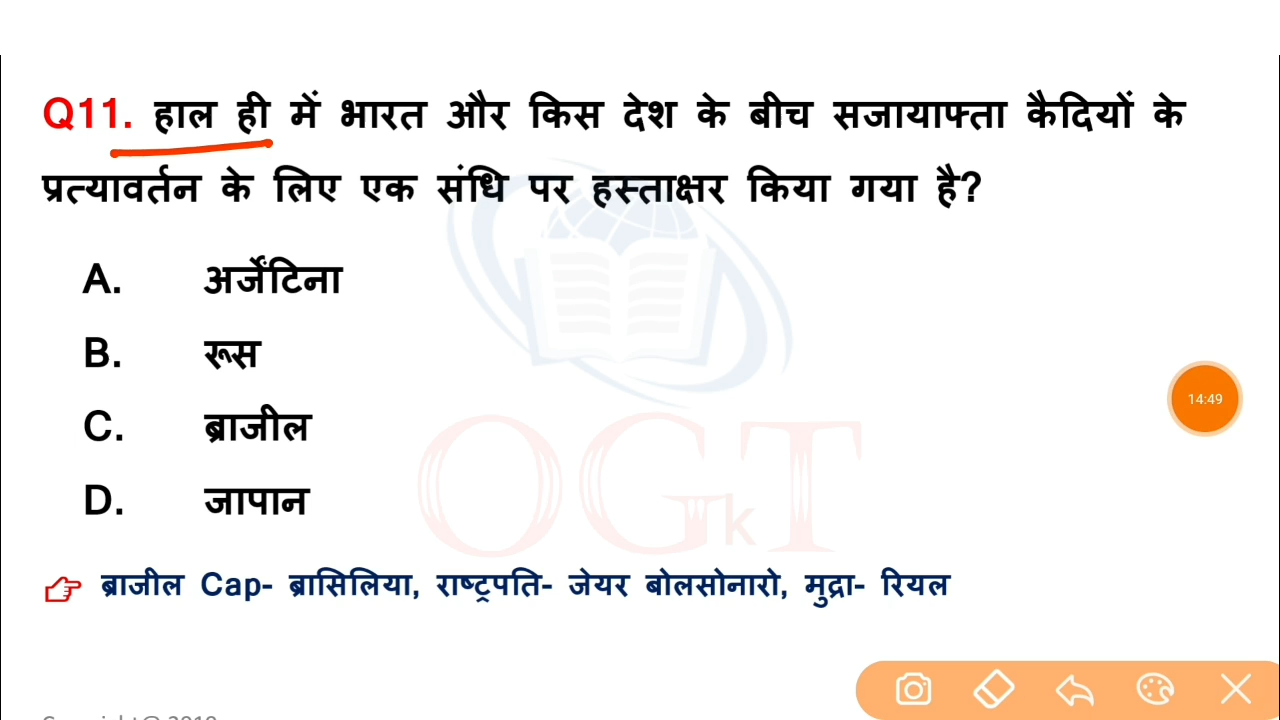 Q11. हाल ही में भारत और किस देश के बीच सजायाफ्ता कैदियों के
प्रत्यावर्तन के लिए एक संधि पर हस्ताक्षर किया गया है?
A. अर्जेंटिना
B. रूस
C. ब्राजील
D. जापान
14:49
OGT
k
ब्राजील Cap- ब्रासिलिया, राष्ट्रपति- जेयर बोलसोनारो, मुद्रा- रियल